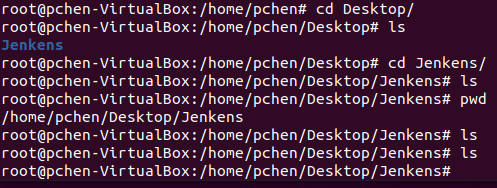 root@pchen-VirtualBox:/home/pchen# cd Desktop/
root@pchen-VirtualBox:/home/pchen/Desktop# ls
Jenkens
root@pchen-VirtualBox:/home/pchen/Desktop# cd Jenkens/
root@pchen-VirtualBox:/home/pchen/Desktop/Jenkens# ls
root@pchen-VirtualBox:/home/pchen/Desktop/Jenkens# pwd
/home/pchen/Desktop/Jenkens
root@pchen-VirtualBox:/home/pchen/Desktop/Jenkens# ls
root@pchen-VirtualBox:/home/pchen/Desktop/Jenkens# ls
root@pchen-VirtualBox:/home/pchen/Desktop/Jenkens#